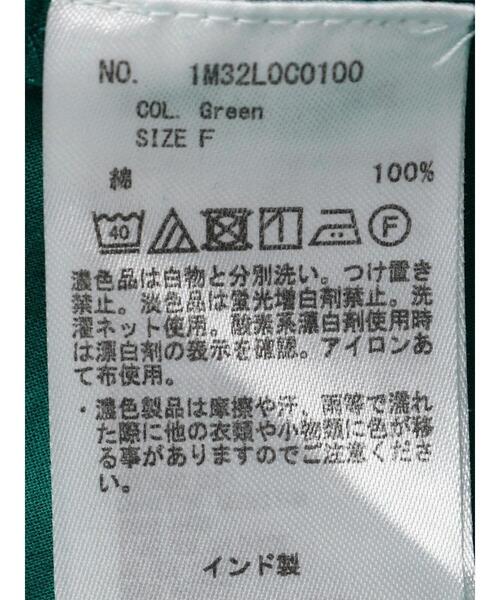 NO. 1M32L0C0100
COL. Green
SIZE F
綿 100%
40 F
濃色品は白物と分別洗い。つけ置き
禁止。淡色品は蛍光増白剤禁止。洗
濯ネット使用。酸素系漂白剤使用時
は漂白剤の表示を確認。アイロンあ
て布使用。
・濃色製品は摩擦や汗、雨等で濡れ
た際に他の衣類や小物類に色が移
る事がありますのでご注意くださ
い。
インド製